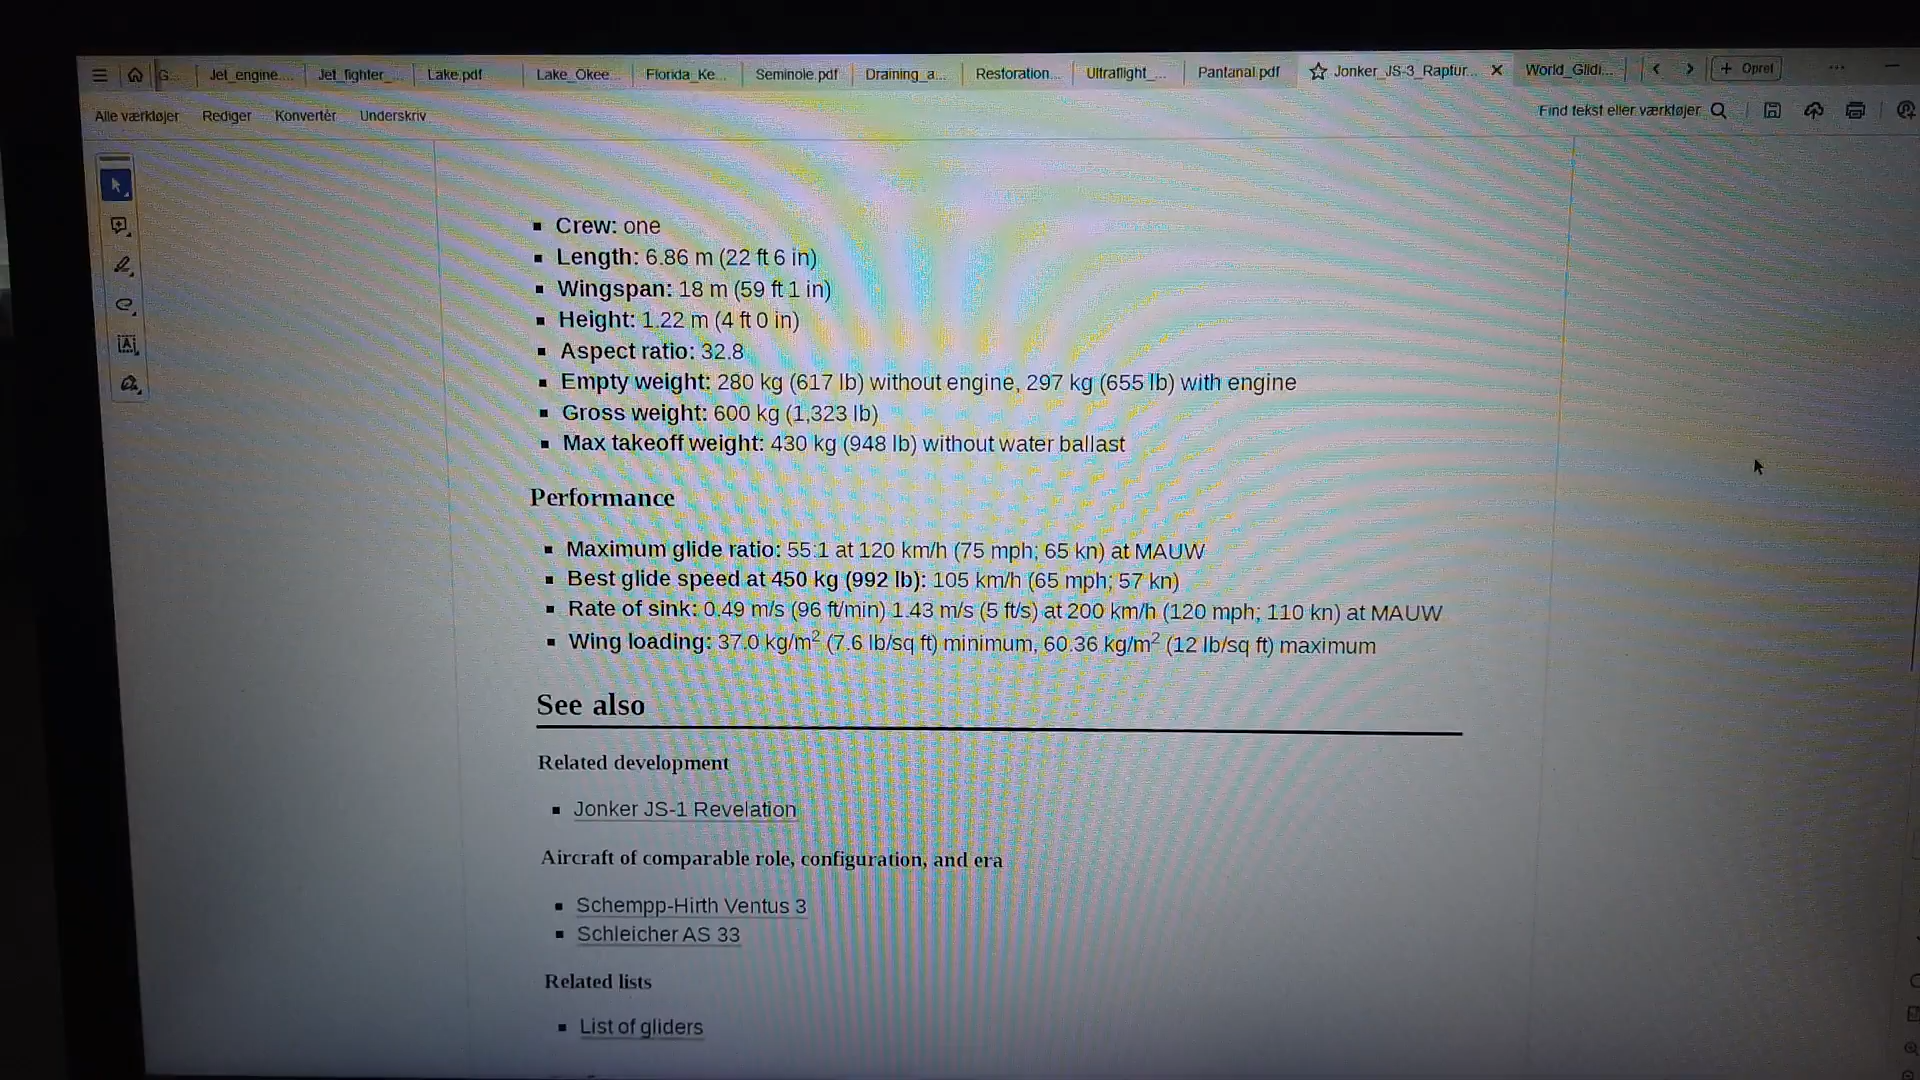 G...
Jet_engine....
Jet_fighter_...
Lake.pdf
Lake_Okee...
Florida_Ke...
Seminole.pdf
Draining_a...
Restoration...
Ultraflight_...
Pantanal.pdf
Jonker_JS-3_Raptur...
World_Glidi...
+ Opret
Alle værktøjer Rediger Konvertér Underskriv
Find tekst eller værktøjer
Crew: one
Length: 6.86 m (22 ft 6 in)
Wingspan: 18 m (59 ft 1 in)
Height: 1.22 m (4 ft 0 in)
Aspect ratio: 32.8
Empty weight: 280 kg (617 lb) without engine, 297 kg (655 lb) with engine
Gross weight: 600 kg (1,323 lb)
Max takeoff weight: 430 kg (948 lb) without water ballast
Performance
Maximum glide ratio: 55:1 at 120 km/h (75 mph; 65 kn) at MAUW
Best glide speed at 450 kg (992 lb): 105 km/h (65 mph; 57 kn)
Rate of sink: 0.49 m/s (96 ft/min) 1.43 m/s (5 ft/s) at 200 km/h (120 mph; 110 kn) at MAUW
Wing loading: 37.0 kg/m² (7.6 lb/sq ft) minimum, 60.36 kg/m² (12 lb/sq ft) maximum
See also
Related development
Jonker JS-1 Revelation
Aircraft of comparable role, configuration, and era
Schempp-Hirth Ventus 3
Schleicher AS 33
Related lists
List of gliders